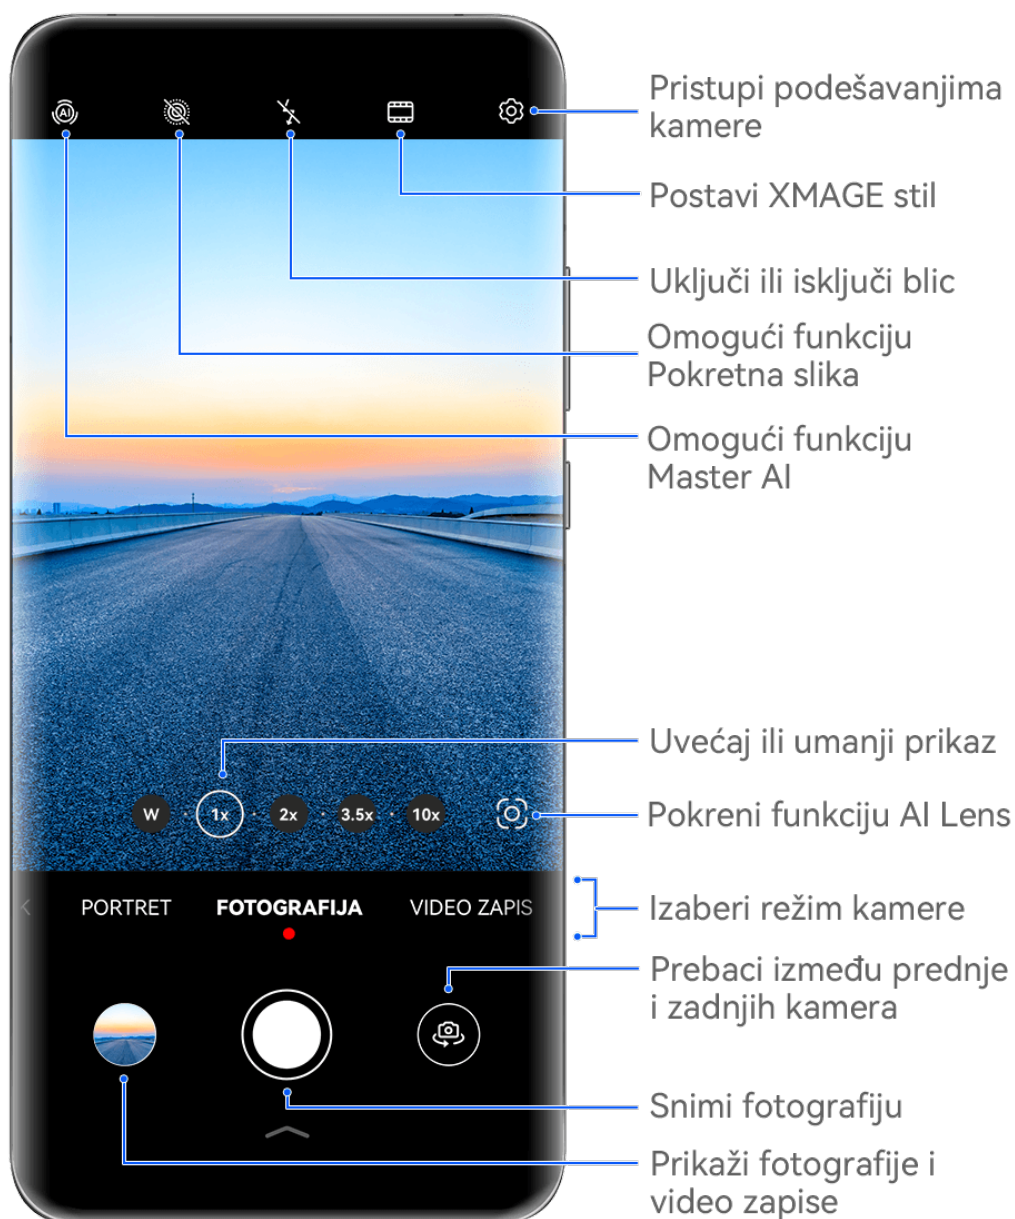 AI
Pristupi podešavanjima
kamere
Postavi XMAGE stil
Uključi ili isključi blic
Omogući funkciju
Pokretna slika
Omogući funkciju
Master AI
Uvećaj ili umanji prikaz
W 1x 2x 3.5x 10x
Pokreni funkciju AI Lens
PORTRET FOTOGRAFIJA VIDEO ZAPIS
Izaberi režim kamere
Prebaci između prednje
i zadnjih kamera
Snimi fotografiju
Prikaži fotografije i
video zapise